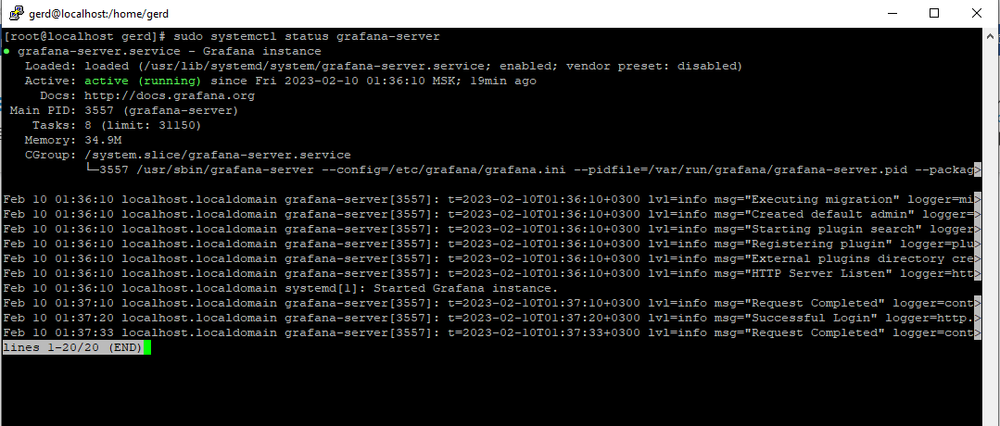 gerd@localhost:/home/gerd
[root@localhost gerd]# sudo systemctl status grafana-server
● grafana-server.service - Grafana instance
   Loaded: loaded (/usr/lib/systemd/system/grafana-server.service; enabled; vendor preset: disabled)
   Active: active (running) since Fri 2023-02-10 01:36:10 MSK; 19min ago
     Docs: http://docs.grafana.org
 Main PID: 3557 (grafana-server)
    Tasks: 8 (limit: 31150)
   Memory: 34.9M
   CGroup: /system.slice/grafana-server.service
           └─3557 /usr/sbin/grafana-server --config=/etc/grafana/grafana.ini --pidfile=/var/run/grafana/grafana-server.pid --packag>
Feb 10 01:36:10 localhost.localdomain grafana-server[3557]: t=2023-02-10T01:36:10+0300 lvl=info msg="Executing migration" logger=mi>
Feb 10 01:36:10 localhost.localdomain grafana-server[3557]: t=2023-02-10T01:36:10+0300 lvl=info msg="Created default admin" logger=>
Feb 10 01:36:10 localhost.localdomain grafana-server[3557]: t=2023-02-10T01:36:10+0300 lvl=info msg="Starting plugin search" logger>
Feb 10 01:36:10 localhost.localdomain grafana-server[3557]: t=2023-02-10T01:36:10+0300 lvl=info msg="Registering plugin" logger=plu>
Feb 10 01:36:10 localhost.localdomain grafana-server[3557]: t=2023-02-10T01:36:10+0300 lvl=info msg="External plugins directory cre>
Feb 10 01:36:10 localhost.localdomain grafana-server[3557]: t=2023-02-10T01:36:10+0300 lvl=info msg="HTTP Server Listen" logger=htt>
Feb 10 01:36:10 localhost.localdomain systemd[1]: Started Grafana instance.
Feb 10 01:37:10 localhost.localdomain grafana-server[3557]: t=2023-02-10T01:37:10+0300 lvl=info msg="Request Completed" logger=cont>
Feb 10 01:37:20 localhost.localdomain grafana-server[3557]: t=2023-02-10T01:37:20+0300 lvl=info msg="Successful Login" logger=http.>
Feb 10 01:37:33 localhost.localdomain grafana-server[3557]: t=2023-02-10T01:37:33+0300 lvl=info msg="Request Completed" logger=cont>
lines 1-20/20 (END)